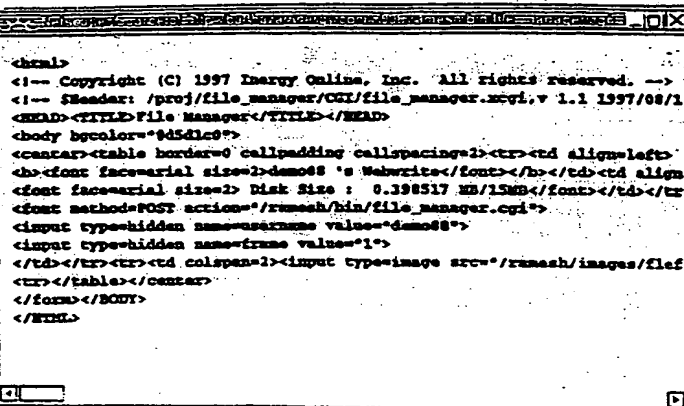 <html>
<!-- Copyright (C) 1997 Inergy Online, Inc. All rights reserved. -->
<!-- $Header: /proj/file_manager/CGI/file_manager.xcgi,v 1.1 1997/08/1
<HEAD><TITLE>File Manager</TITLE></HEAD>
<body bgcolor="#d5d1c0">
<center><table border=0 cellpadding cellspacing=2><tr><td align=left>
<b><font face=arial size=2>demo88 's Webwrite</font></b></td><td align
<font face=arial size=2> Disk Size : 0.398517 MB/15MB</font></td></tr
<font method=POST action="/ramesh/bin/file_manager.cgi">
<input type=hidden name=username value="demo88">
<input type=hidden name=frame value="1">
</td></tr><tr><td colspan=2><input type=image src="/ramesh/images/flef
<tr></table></center>
</form></BODY>
</HTML>